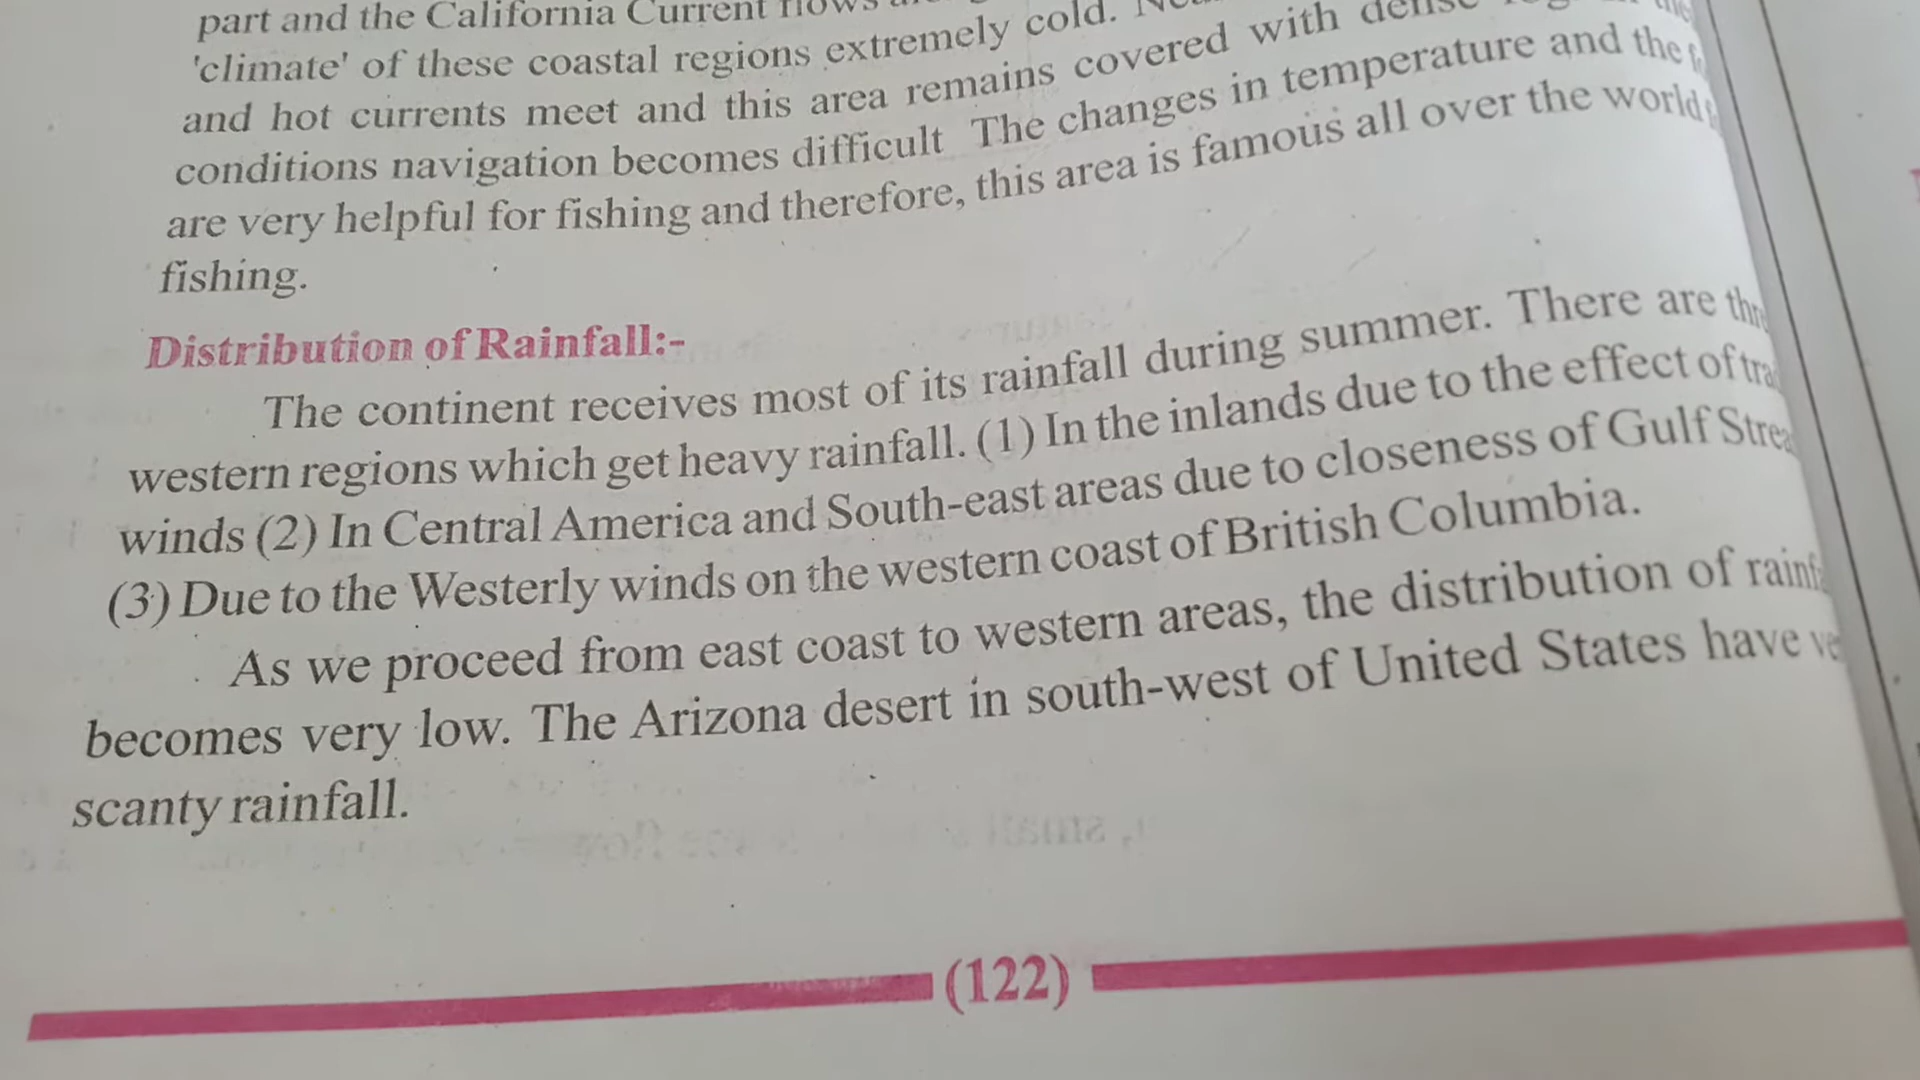 part and the California Current flows
'climate' of these coastal regions extremely cold.
and hot currents meet and this area remains covered with dense
conditions navigation becomes difficult The changes in temperature and the
are very helpful for fishing and therefore, this area is famous all over the world
fishing.
Distribution of Rainfall:-
The continent receives most of its rainfall during summer. There are
western regions which get heavy rainfall. (1) In the inlands due to the effect of
winds (2) In Central America and South-east areas due to closeness of Gulf
(3) Due to the Westerly winds on the western coast of British Columbia.
As we proceed from east coast to western areas, the distribution of
becomes very low. The Arizona desert in south-west of United States have
scanty rainfall.
(122)